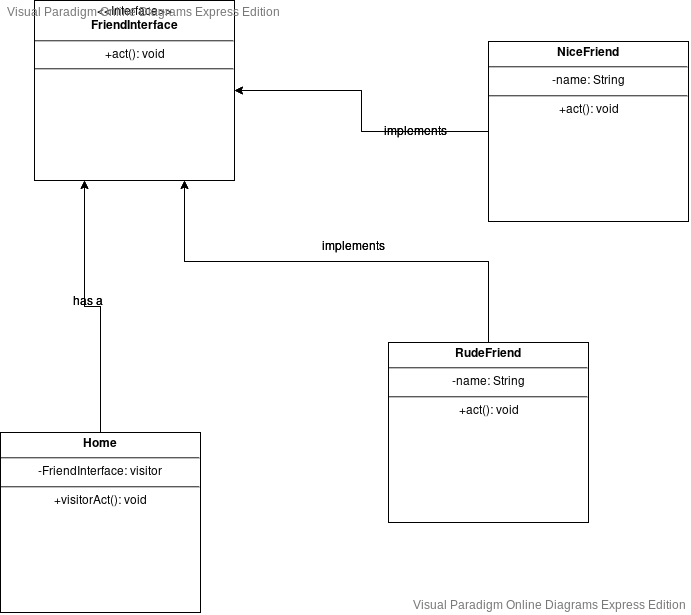 Visual Paradigm Online Diagrams Express Edition
<<Interface>>
FriendInterface
+act(): void
NiceFriend
-name: String
+act(): void
implements
implements
has a
RudeFriend
-name: String
+act(): void
Home
-FriendInterface: visitor
+visitorAct(): void
Visual Paradigm Online Diagrams Express Edition